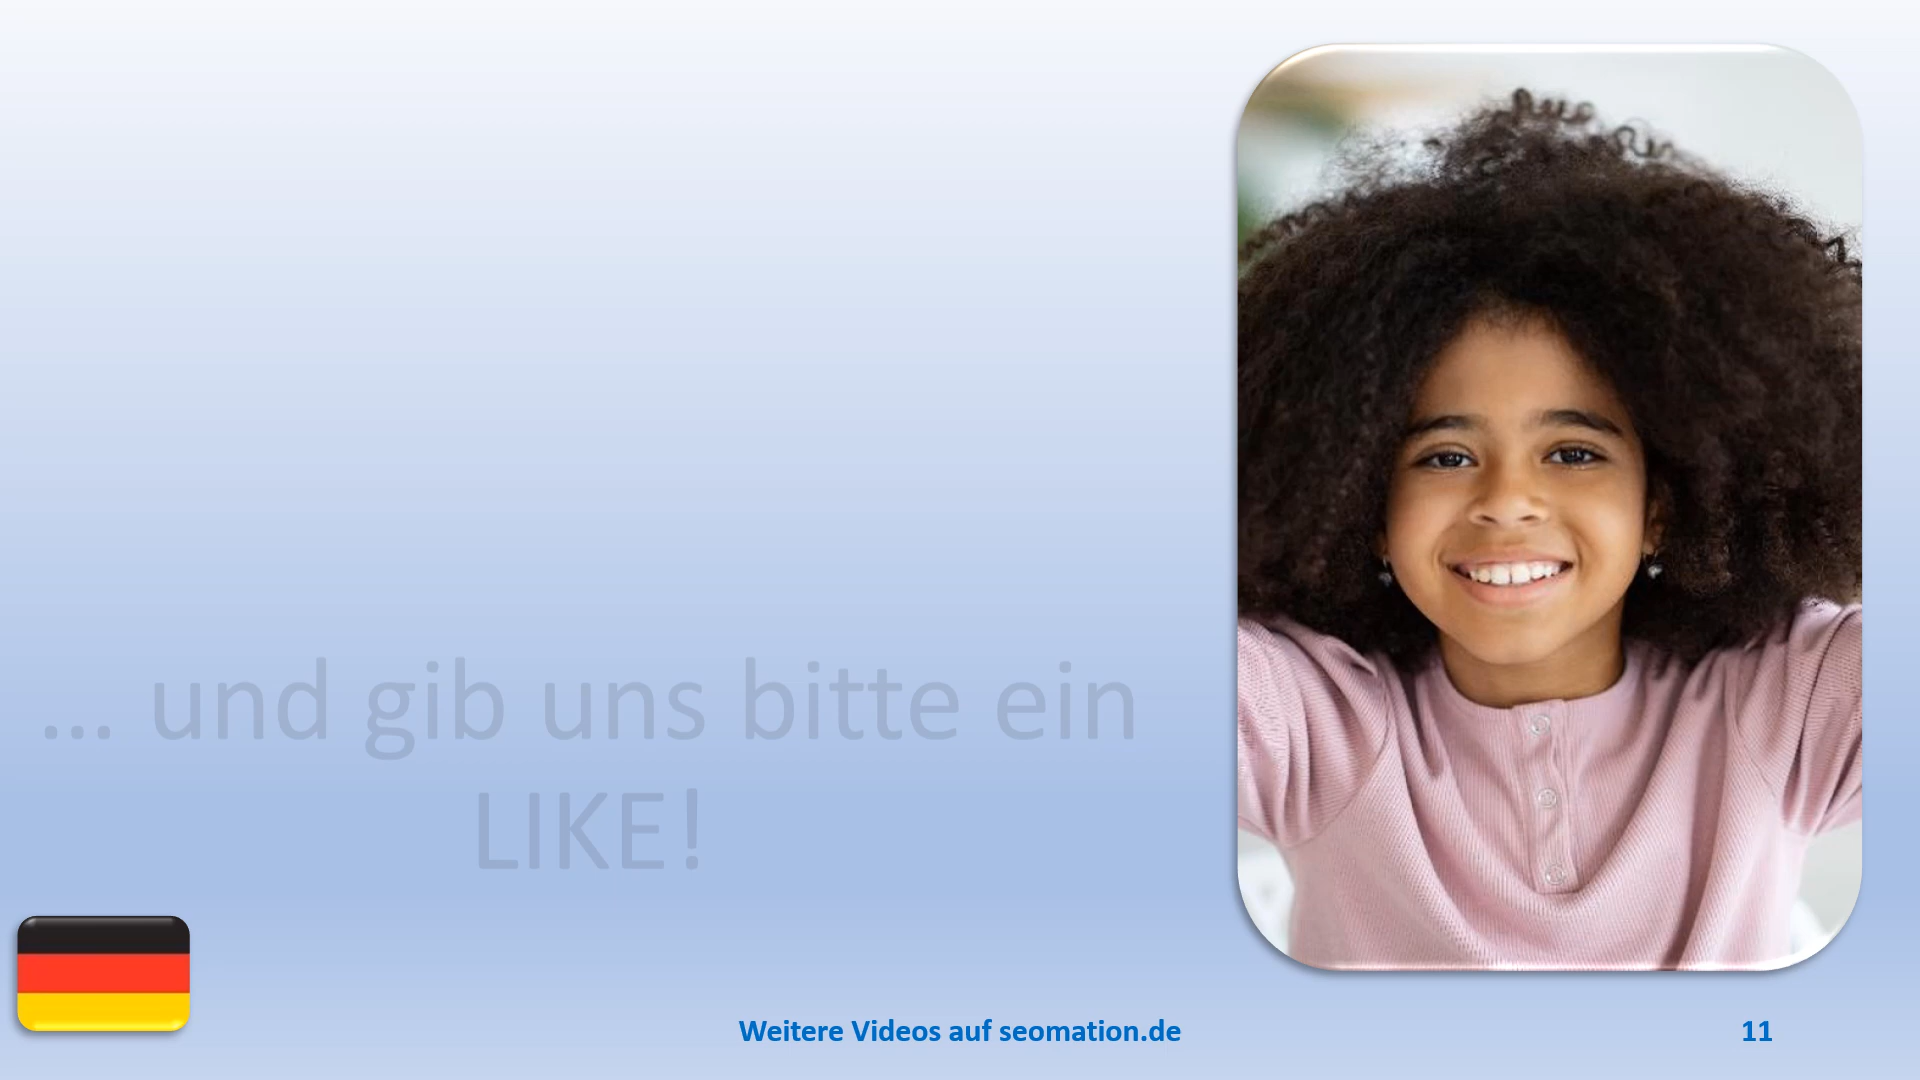 ... und gib uns bitte ein
LIKE!
Weitere Videos auf seomation.de
11